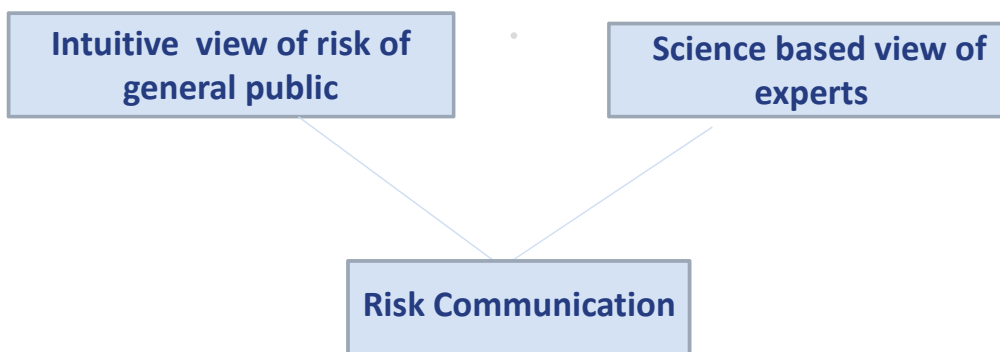 Intuitive  view of risk of
general public
Science based view of
experts
Risk Communication